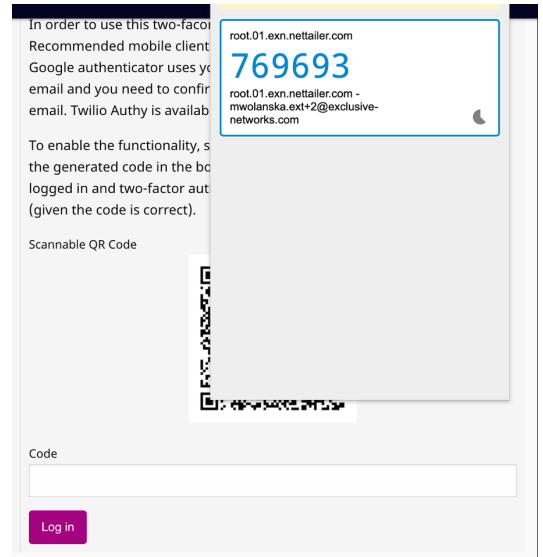 In order to use this two-facto
Recommended mobile client
Google authenticator uses yo
email and you need to confir
email. Twilio Authy is availab
To enable the functionality, s
the generated code in the bo
logged in and two-factor aut
(given the code is correct).
Scannable QR Code
root.01.exn.nettailer.com
769693
root.01.exn.nettailer.com -
mwolanska.ext+2@exclusive-
networks.com
Code
Log in